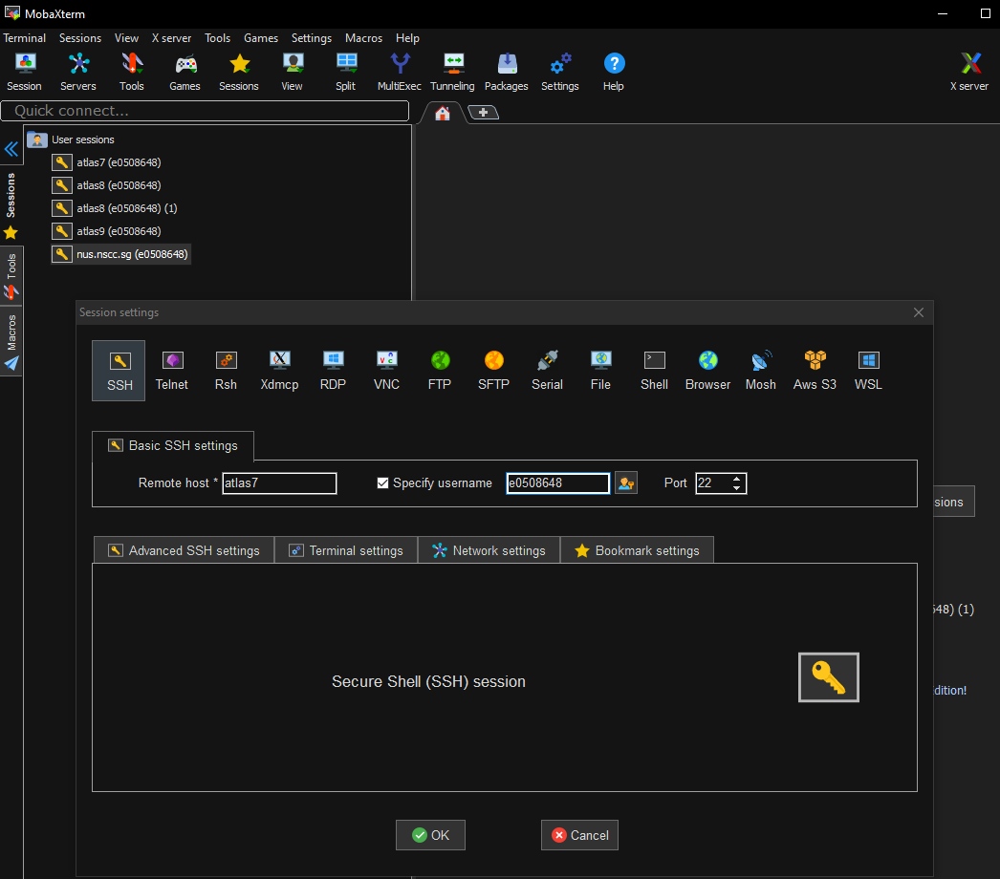 MobaXterm
Terminal Sessions View X server Tools Games Settings Macros Help
Session Servers Tools Games Sessions View Split MultiExec Tunneling Packages Settings Help X server
Quick connect...
User sessions
atlas7 (e0508648)
atlas8 (e0508648)
atlas8 (e0508648) (1)
atlas9 (e0508648)
nus.nscc.sg (e0508648)
Sessions
Tools
Macros
Session settings
SSH Telnet Rsh Xdmcp RDP VNC FTP SFTP Serial File Shell Browser Mosh Aws S3 WSL
Basic SSH settings
Remote host * atlas7 Specify username e0508648 Port 22
sions
Advanced SSH settings Terminal settings Network settings Bookmark settings
48) (1)
Secure Shell (SSH) session
dition!
OK Cancel